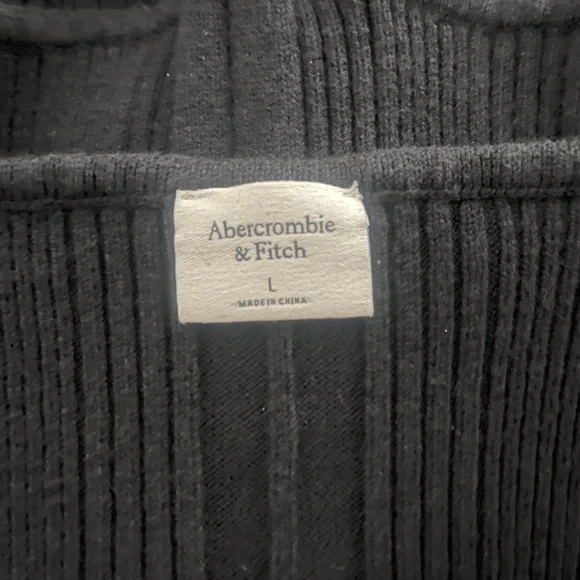 Abercrombie
& Fitch
L
MADE IN CHINA